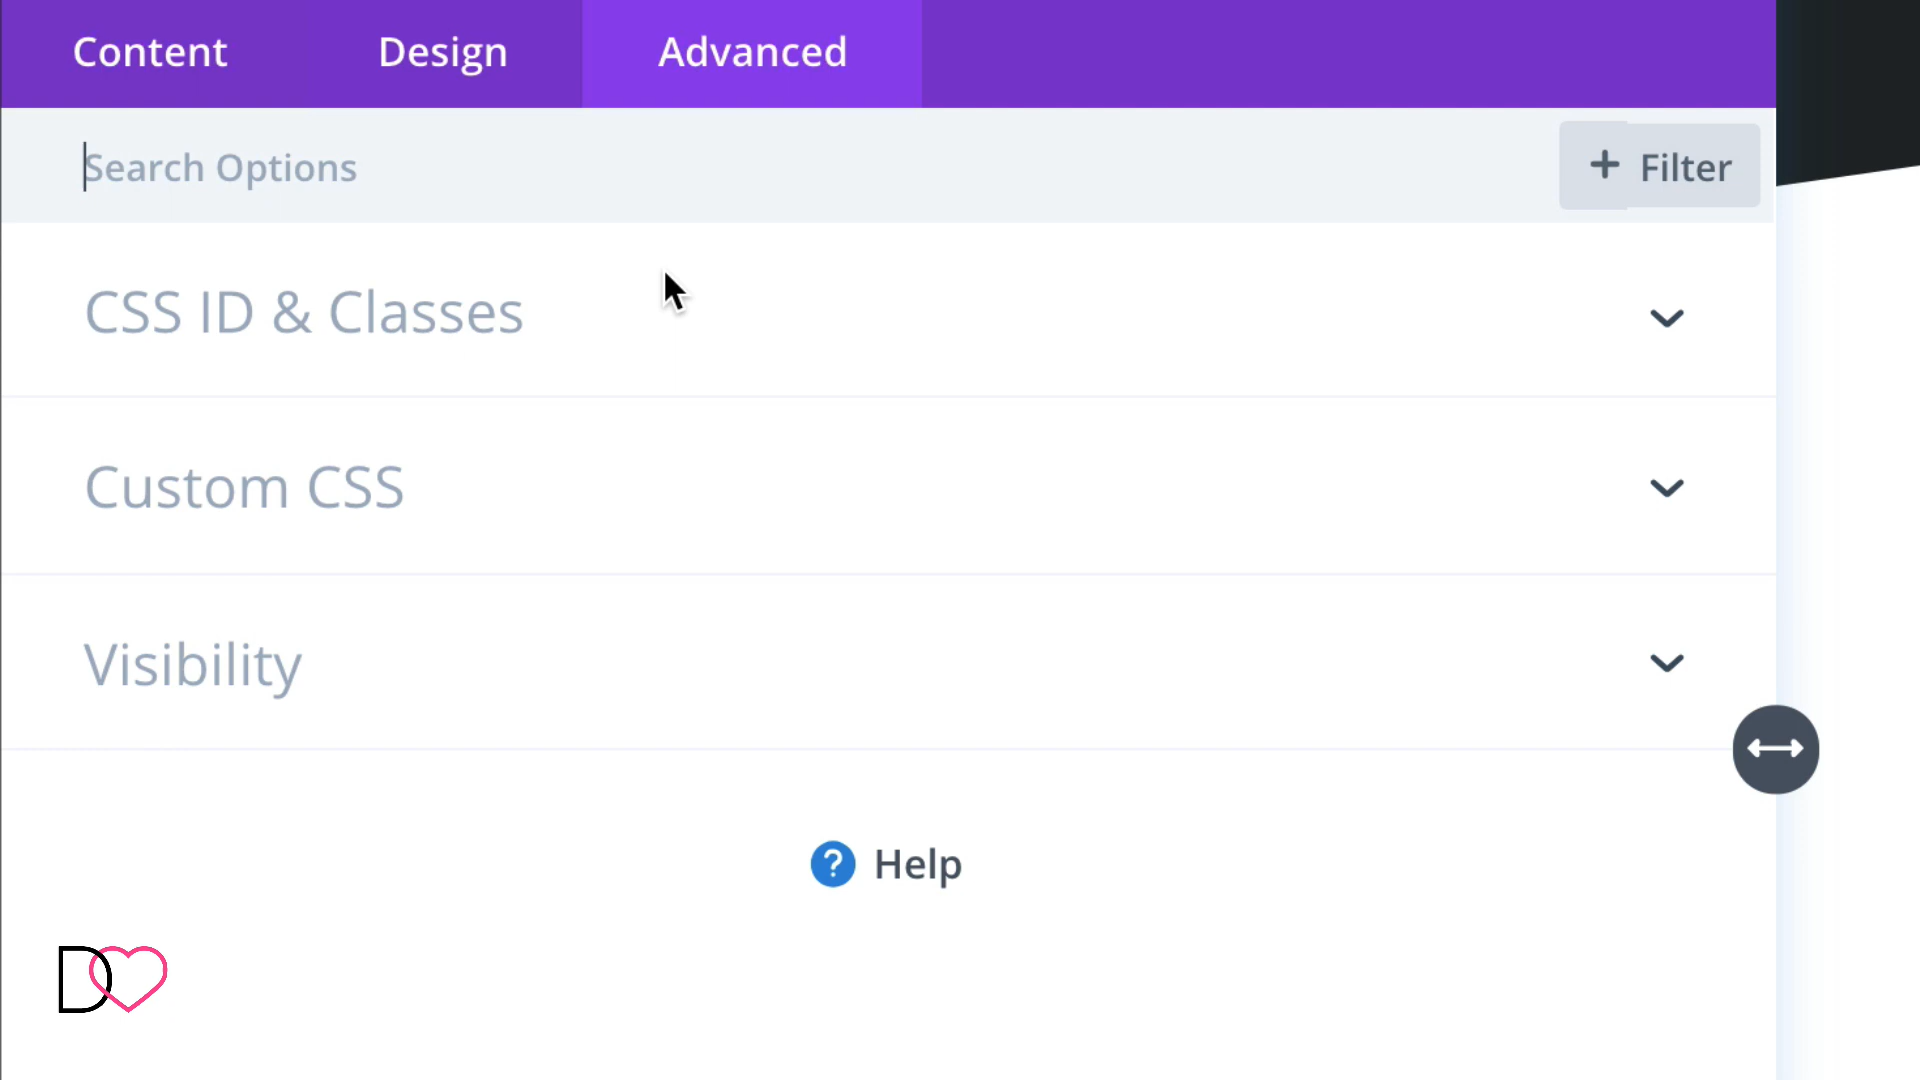 Content Design Advanced
Search Options + Filter
CSS ID & Classes
Custom CSS
Visibility
? Help
D